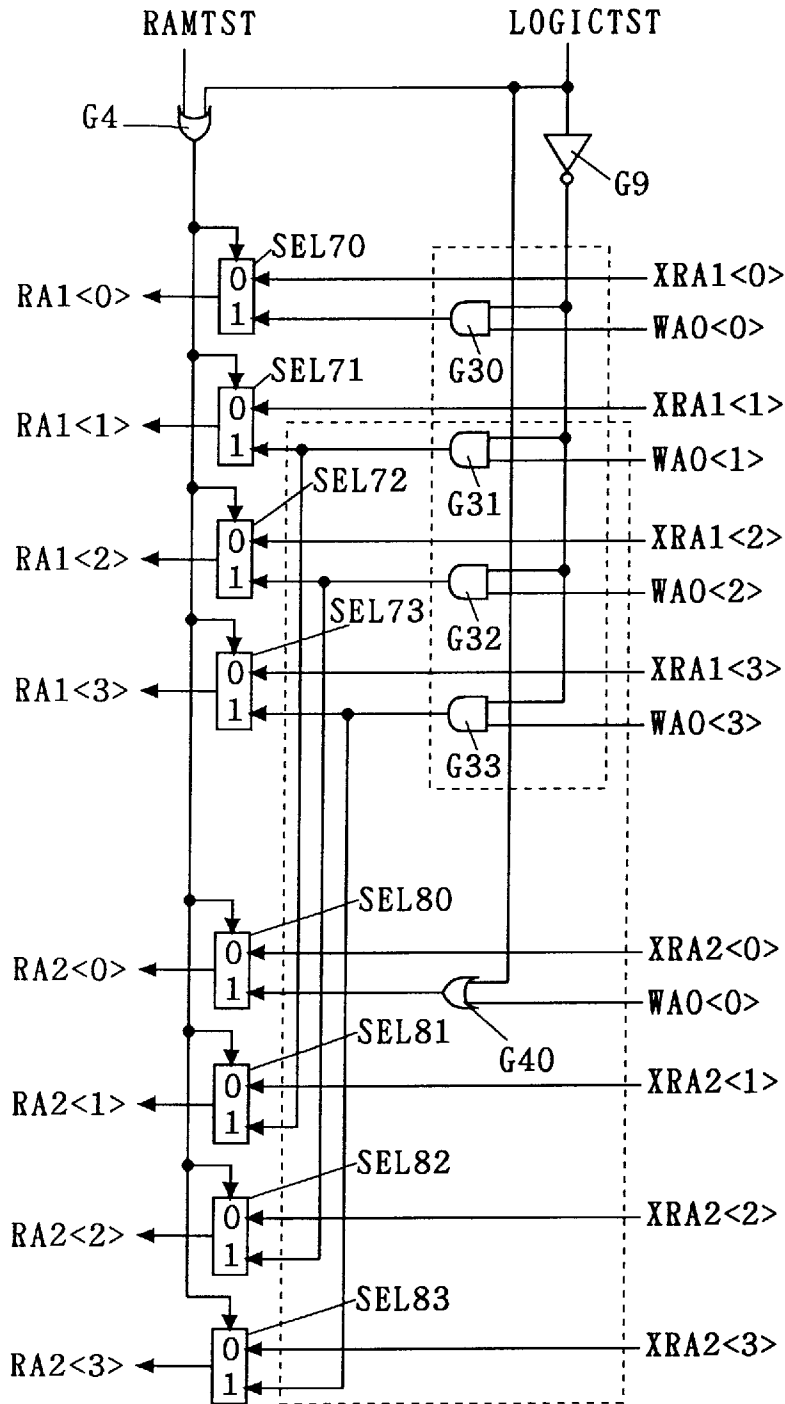 RAMTST LOGICTST
G4
G9
SEL70
0
XRA1<0>
RA1<0>
1
WA0<0>
G30
SEL71
0
XRA1<1>
RA1<1>
1
WA0<1>
G31
SEL72
0
XRA1<2>
RA1<2>
1
WA0<2>
G32
SEL73
0
XRA1<3>
RA1<3>
1
WA0<3>
G33
SEL80
0
XRA2<0>
RA2<0>
1
WA0<0>
G40
SEL81
0
XRA2<1>
RA2<1>
1
SEL82
0
XRA2<2>
RA2<2>
1
SEL83
0
XRA2<3>
RA2<3>
1